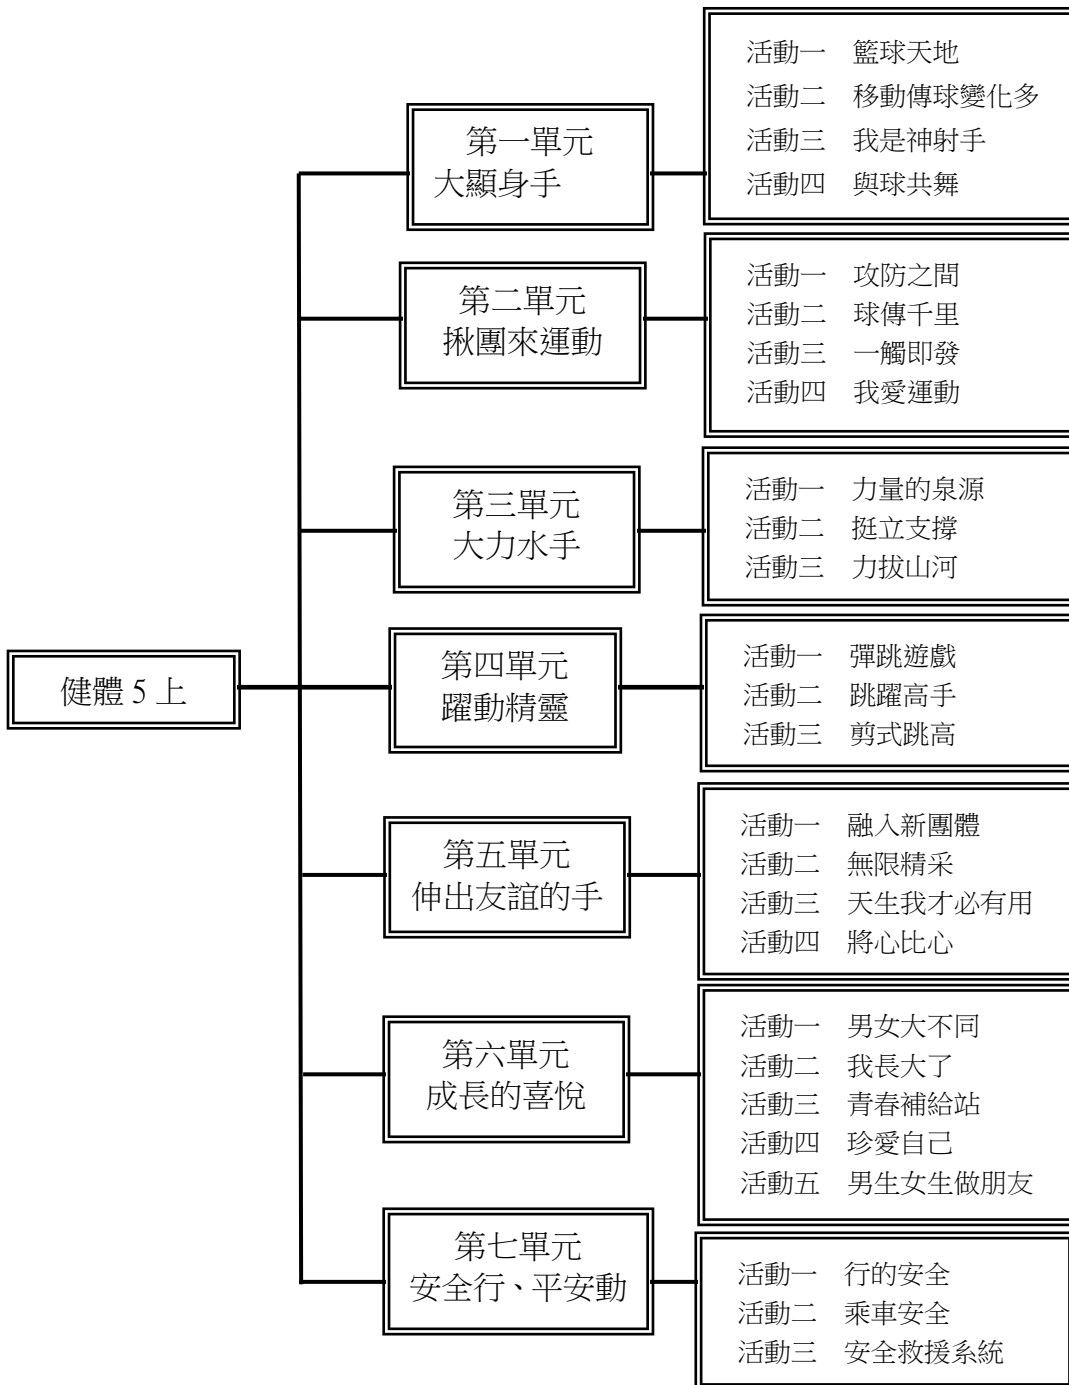 健體 5 上
第一單元
大顯身手
活動一　籃球天地
活動二　移動傳球變化多
活動三　我是神射手
活動四　與球共舞
第二單元
揪團來運動
活動一　攻防之間
活動二　球傳千里
活動三　一觸即發
活動四　我愛運動
第三單元
大力水手
活動一　力量的泉源
活動二　挺立支撐
活動三　力拔山河
第四單元
躍動精靈
活動一　彈跳遊戲
活動二　跳躍高手
活動三　剪式跳高
第五單元
伸出友誼的手
活動一　融入新團體
活動二　無限精采
活動三　天生我才必有用
活動四　將心比心
第六單元
成長的喜悅
活動一　男女大不同
活動二　我長大了
活動三　青春補給站
活動四　珍愛自己
活動五　男生女生做朋友
第七單元
安全行、平安動
活動一　行的安全
活動二　乘車安全
活動三　安全救援系統